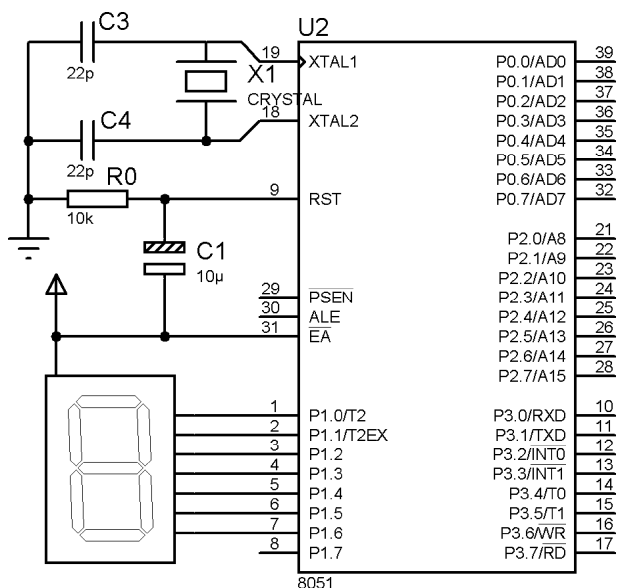 C3
22p
X1
CRYSTAL
C4
22p
R0
10k
C1
10µ
U2
19 XTAL1
18 XTAL2
9 RST
29 PSEN
30 ALE
31 EA
1 P1.0/T2
2 P1.1/T2EX
3 P1.2
4 P1.3
5 P1.4
6 P1.5
7 P1.6
8 P1.7
P0.0/AD0 39
P0.1/AD1 38
P0.2/AD2 37
P0.3/AD3 36
P0.4/AD4 35
P0.5/AD5 34
P0.6/AD6 33
P0.7/AD7 32
P2.0/A8 21
P2.1/A9 22
P2.2/A10 23
P2.3/A11 24
P2.4/A12 25
P2.5/A13 26
P2.6/A14 27
P2.7/A15 28
P3.0/RXD 10
P3.1/TXD 11
P3.2/INT0 12
P3.3/INT1 13
P3.4/T0 14
P3.5/T1 15
P3.6/WR 16
P3.7/RD 17
8051